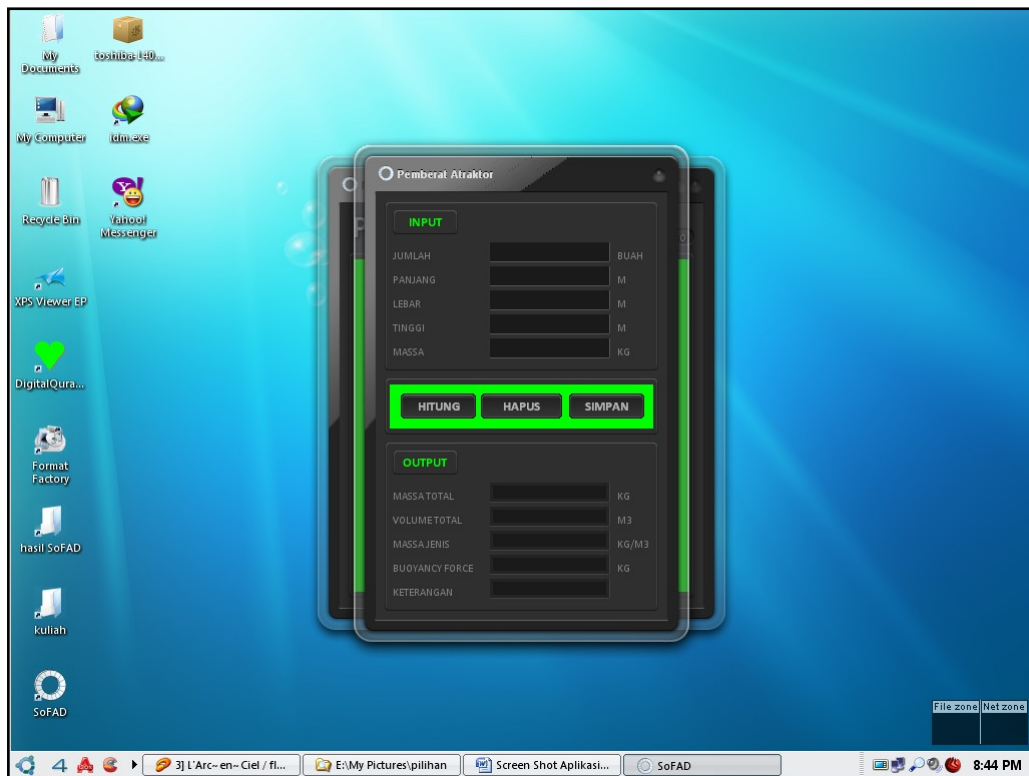 My Documents
toshiba-l40...
My Computer
idm.exe
Recycle Bin
Yahoo! Messenger
XPS Viewer EP
DigitalQura...
Format Factory
hasil SoFAD
kuliah
SoFAD
Pemberat Atraktor
INPUT
JUMLAH BUAH
PANJANG M
LEBAR M
TINGGI M
MASSA KG
HITUNG HAPUS SIMPAN
OUTPUT
MASSA TOTAL KG
VOLUME TOTAL M3
MASSA JENIS KG/M3
BUOYANCY FORCE KG
KETERANGAN
File zone Net zone
3] L'Arc~en~Ciel / fl... E:\My Pictures\pilihan Screen Shot Aplikasi... SoFAD 8:44 PM